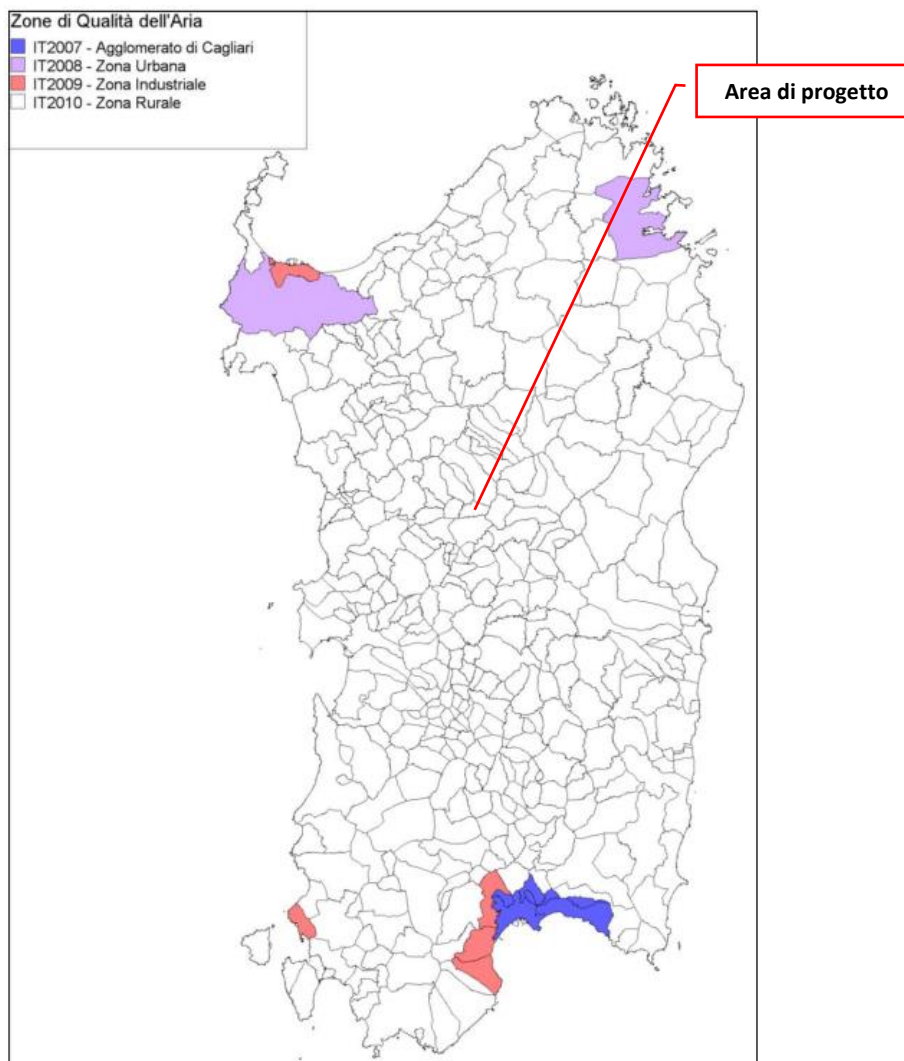 Zone di Qualità dell'Aria
IT2007 - Agglomerato di Cagliari
IT2008 - Zona Urbana
IT2009 - Zona Industriale
IT2010 - Zona Rurale
Area di progetto